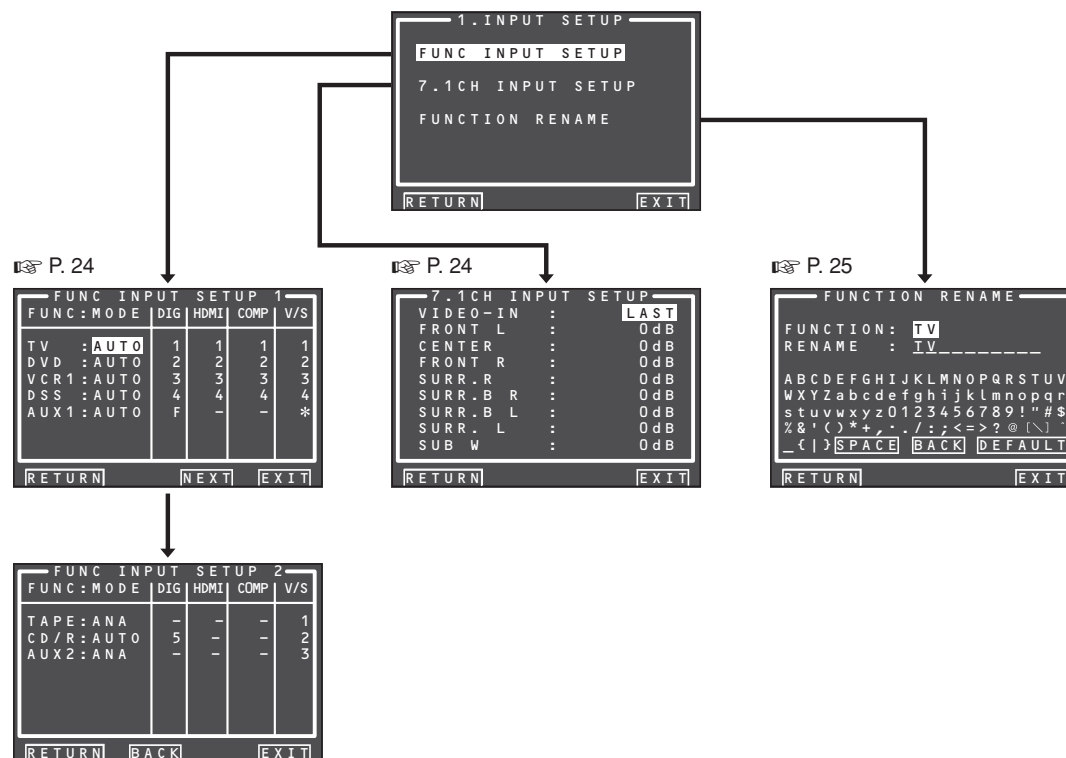 1.INPUT SETUP
FUNC INPUT SETUP
7.1CH INPUT SETUP
FUNCTION RENAME
RETURN EXIT
☞ P. 24
FUNC INPUT SETUP 1
FUNC:MODE DIG HDMI COMP V/S
TV :AUTO 1 1 1 1
DVD :AUTO 2 2 2 2
VCR1:AUTO 3 3 3 3
DSS :AUTO 4 4 4 4
AUX1:AUTO F – – *
RETURN NEXT EXIT
☞ P. 24
7.1CH INPUT SETUP
VIDEO-IN : LAST
FRONT L : 0dB
CENTER : 0dB
FRONT R : 0dB
SURR.R : 0dB
SURR.B R : 0dB
SURR.B L : 0dB
SURR. L : 0dB
SUB W : 0dB
RETURN EXIT
☞ P. 25
FUNCTION RENAME
FUNCTION: TV
RENAME : TV__________
ABCDEFGHIJKLMNOPQRSTUV
WXYZabcdefghijklmnopqr
stuvwxyz0123456789!"#$
%&'()*+,-./:;<=>?@[\]^
_{|}SPACE BACK DEFAULT
RETURN EXIT
FUNC INPUT SETUP 2
FUNC:MODE DIG HDMI COMP V/S
TAPE:ANA – – – 1
CD/R:AUTO 5 – – 2
AUX2:ANA – – – 3
RETURN BACK EXIT